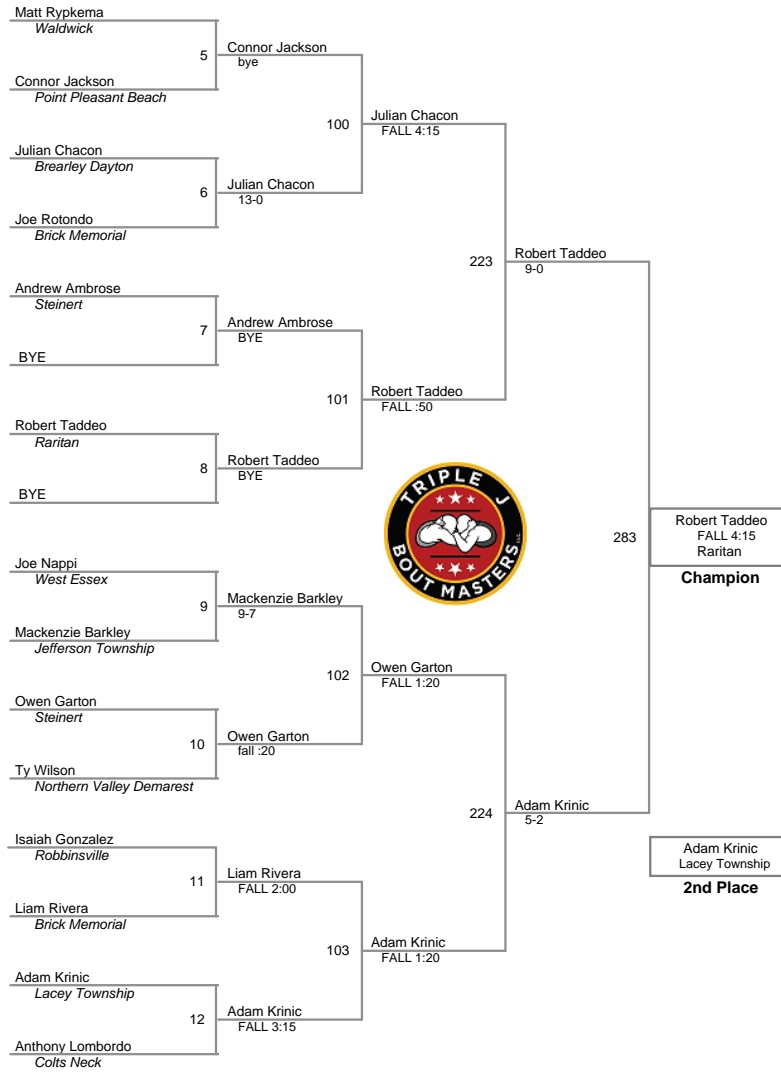 Matt Rypkema
Waldwick
5
Connor Jackson
bye
Connor Jackson
Point Pleasant Beach
100
Julian Chacon
FALL 4:15
Julian Chacon
Brearley Dayton
6
Julian Chacon
13-0
Joe Rotondo
Brick Memorial
223
Robert Taddeo
9-0
Andrew Ambrose
Steinert
7
Andrew Ambrose
BYE
BYE
101
Robert Taddeo
FALL :50
Robert Taddeo
Raritan
8
Robert Taddeo
BYE
BYE
TRIPLE J
BOUT MASTERS LLC
283
Robert Taddeo
FALL 4:15
Raritan
Champion
Joe Nappi
West Essex
9
Mackenzie Barkley
9-7
Mackenzie Barkley
Jefferson Township
102
Owen Garton
FALL 1:20
Owen Garton
Steinert
10
Owen Garton
fall :20
Ty Wilson
Northern Valley Demarest
224
Adam Krinic
5-2
Isaiah Gonzalez
Robbinsville
11
Liam Rivera
FALL 2:00
Liam Rivera
Brick Memorial
103
Adam Krinic
FALL 1:20
Adam Krinic
Lacey Township
2nd Place
Adam Krinic
Lacey Township
12
Adam Krinic
FALL 3:15
Anthony Lombordo
Colts Neck